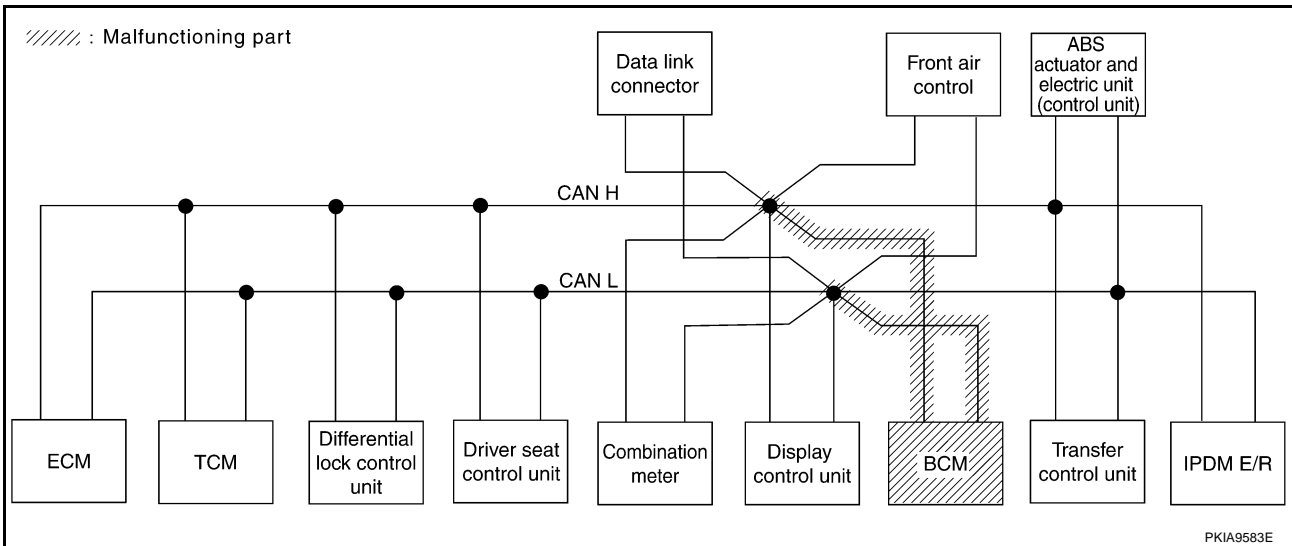 : Malfunctioning part
Data link
connector
Front air
control
ABS
actuator and
electric unit
(control unit)
CAN H
CAN L
ECM
TCM
Differential
lock control
unit
Driver seat
control unit
Combination
meter
Display
control unit
BCM
Transfer
control unit
IPDM E/R
PKIA9583E